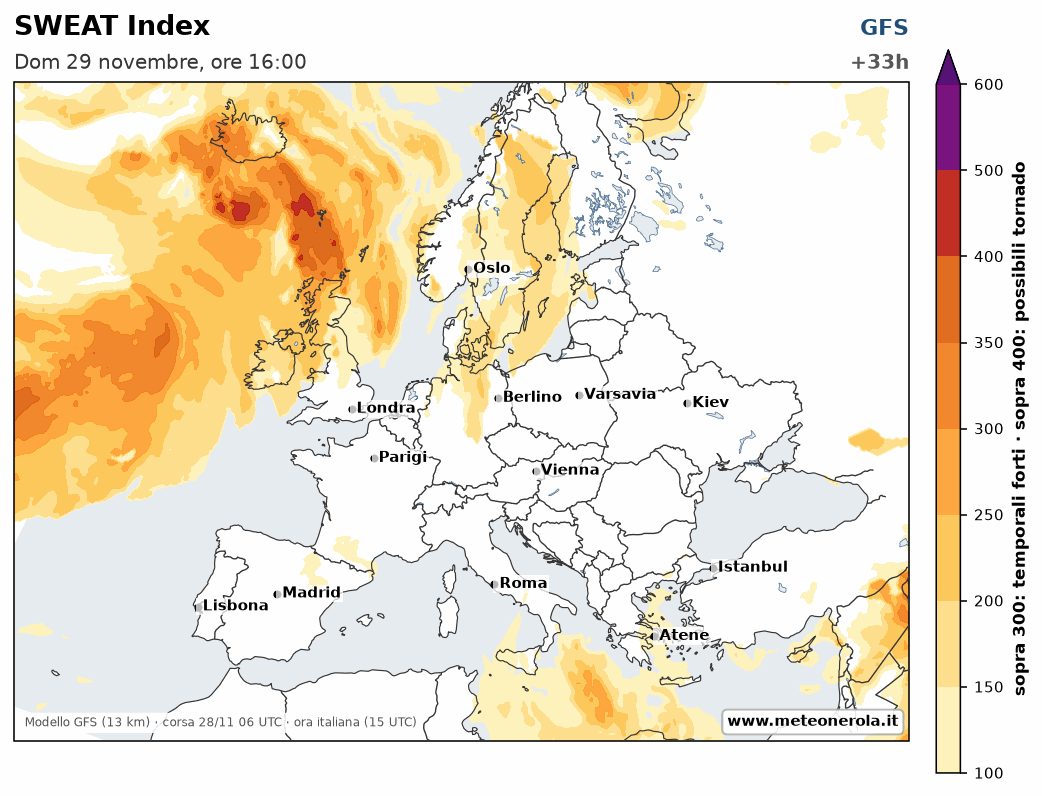 SWEAT Index
GFS
Dom 29 novembre, ore 16:00
+33h
600
500
400
350
300
250
200
150
100
sopra 300: temporali forti · sopra 400: possibili tornado
Oslo
Berlino
Varsavia
Kiev
Londra
Parigi
Vienna
Istanbul
Roma
Madrid
Lisbona
Atene
Modello GFS (13 km) · corsa 28/11 06 UTC · ora italiana (15 UTC)
www.meteonerola.it